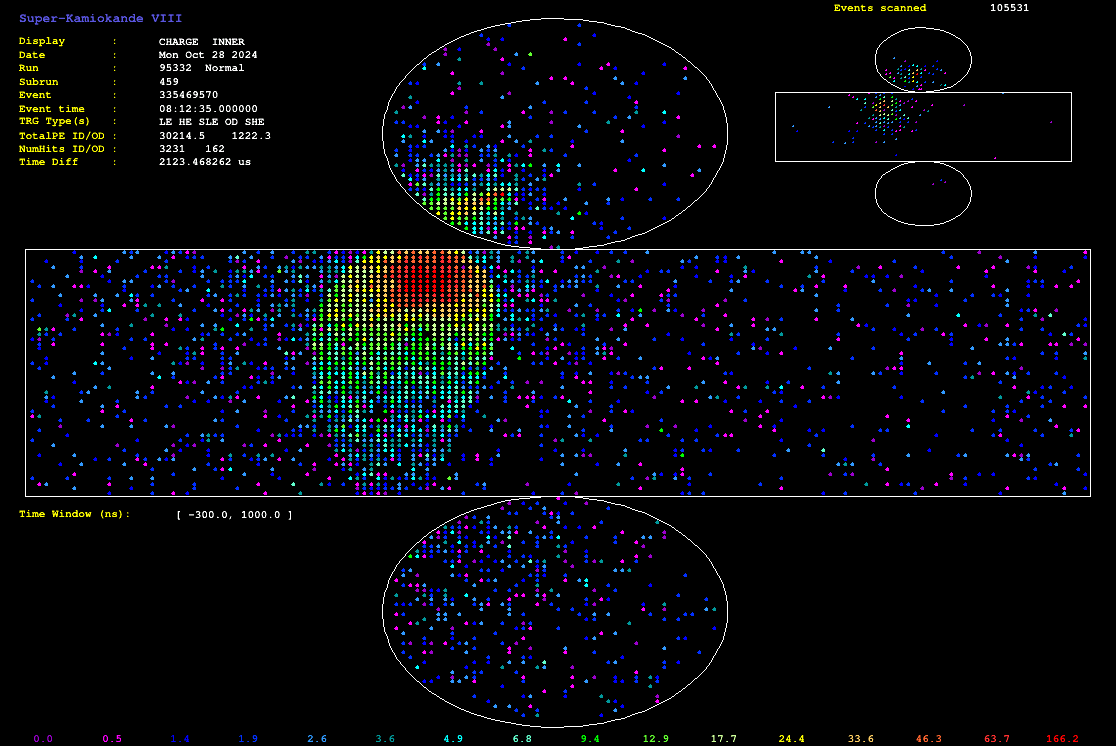 Super-Kamiokande VIII
Events scanned 105531
Display : CHARGE INNER
Date : Mon Oct 28 2024
Run : 95332 Normal
Subrun : 459
Event : 335469570
Event time : 08:12:35.000000
TRG Type(s) : LE HE SLE OD SHE
TotalPE ID/OD : 30214.5 1222.3
NumHits ID/OD : 3231 162
Time Diff : 2123.468262 us
Time Window (ns): [ -300.0, 1000.0 ]
0.0 0.5 1.4 1.9 2.6 3.6 4.9 6.8 9.4 12.9 17.7 24.4 33.6 46.3 63.7 166.2